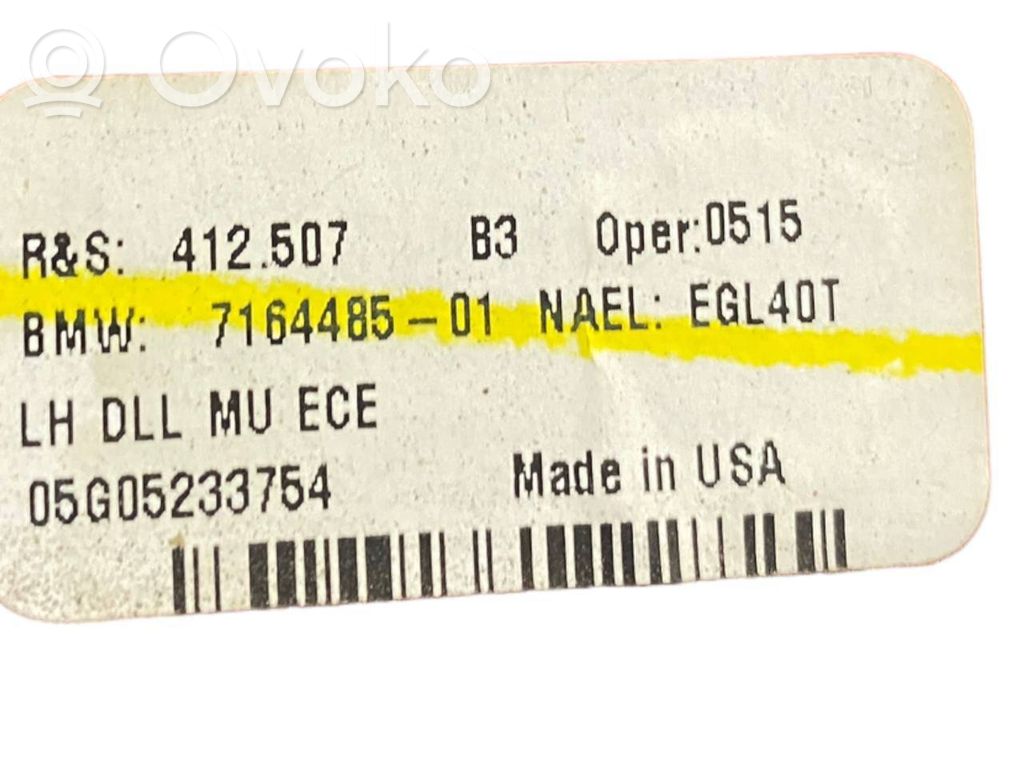 Ovoko
R&S: 412.507 B3 Oper:0515
BMW: 7164485-01 NAEL: EGL40T
LH DLL MU ECE
05G05233754 Made in USA